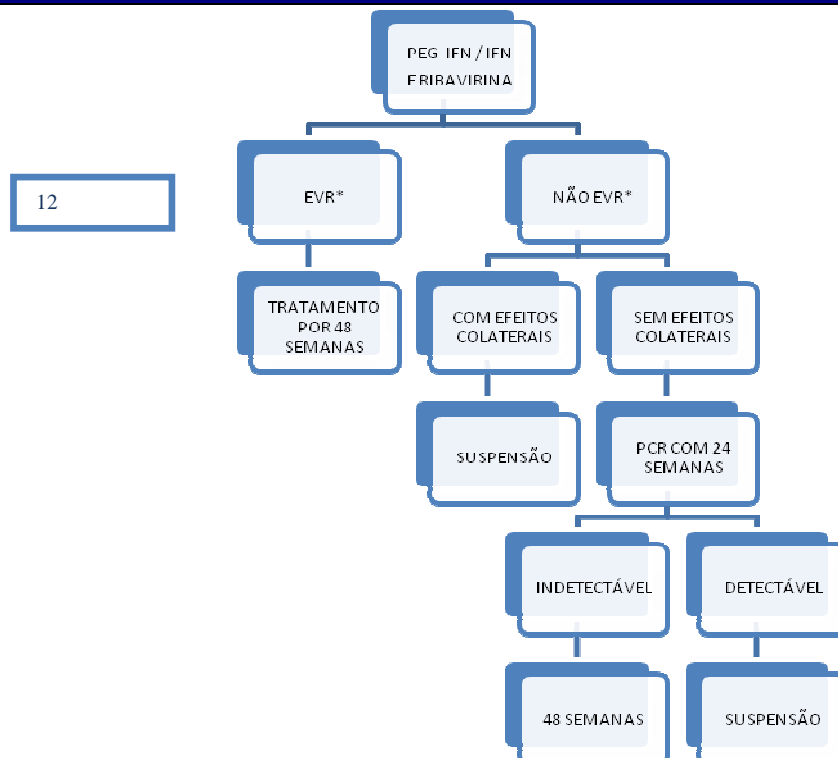 PEG IFN / IFN
E RIBAVIRINA
12
EVR*
NÃO EVR*
TRATAMENTO
POR 48
SEMANAS
COM EFEITOS
COLATERAIS
SEM EFEITOS
COLATERAIS
SUSPENSÃO
PCR COM 24
SEMANAS
INDETECTÁVEL
DETECTÁVEL
48 SEMANAS
SUSPENSÃO